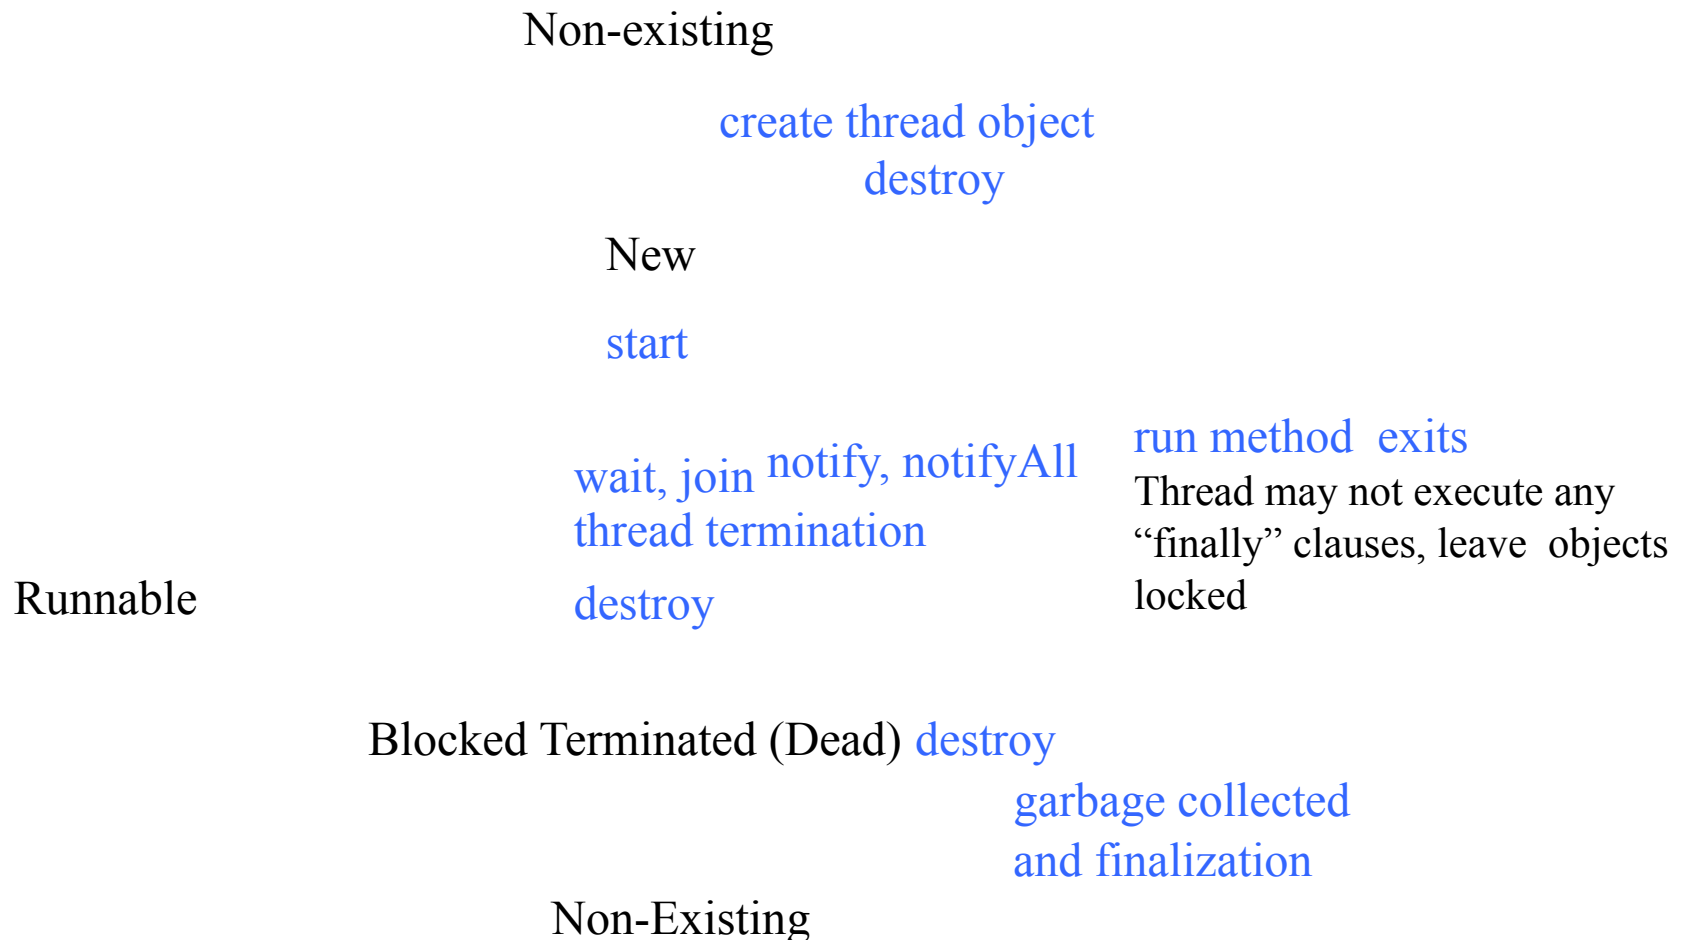 Non-existing
create thread object
destroy
New
start
wait, join notify, notifyAll
thread termination
destroy
run method exits
Thread may not execute any
“finally” clauses, leave objects
locked
Runnable
Blocked Terminated (Dead) destroy
garbage collected
and finalization
Non-Existing